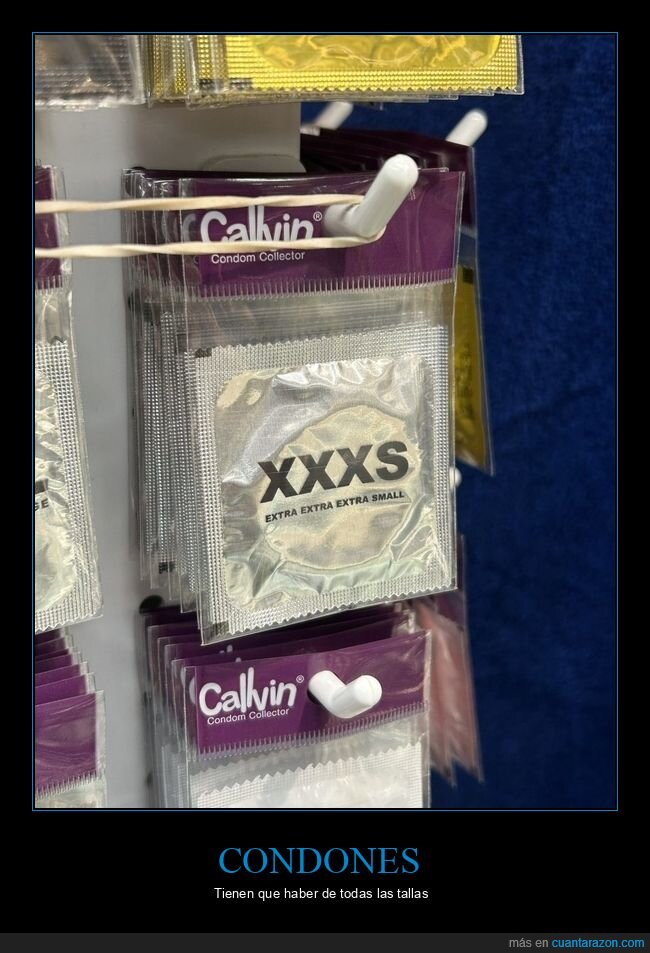 Callvin®
Condom Collector
XXXS
EXTRA EXTRA EXTRA SMALL
GE
Callvin®
Condom Collector
CONDONES
Tienen que haber de todas las tallas
más en cuantarazon.com